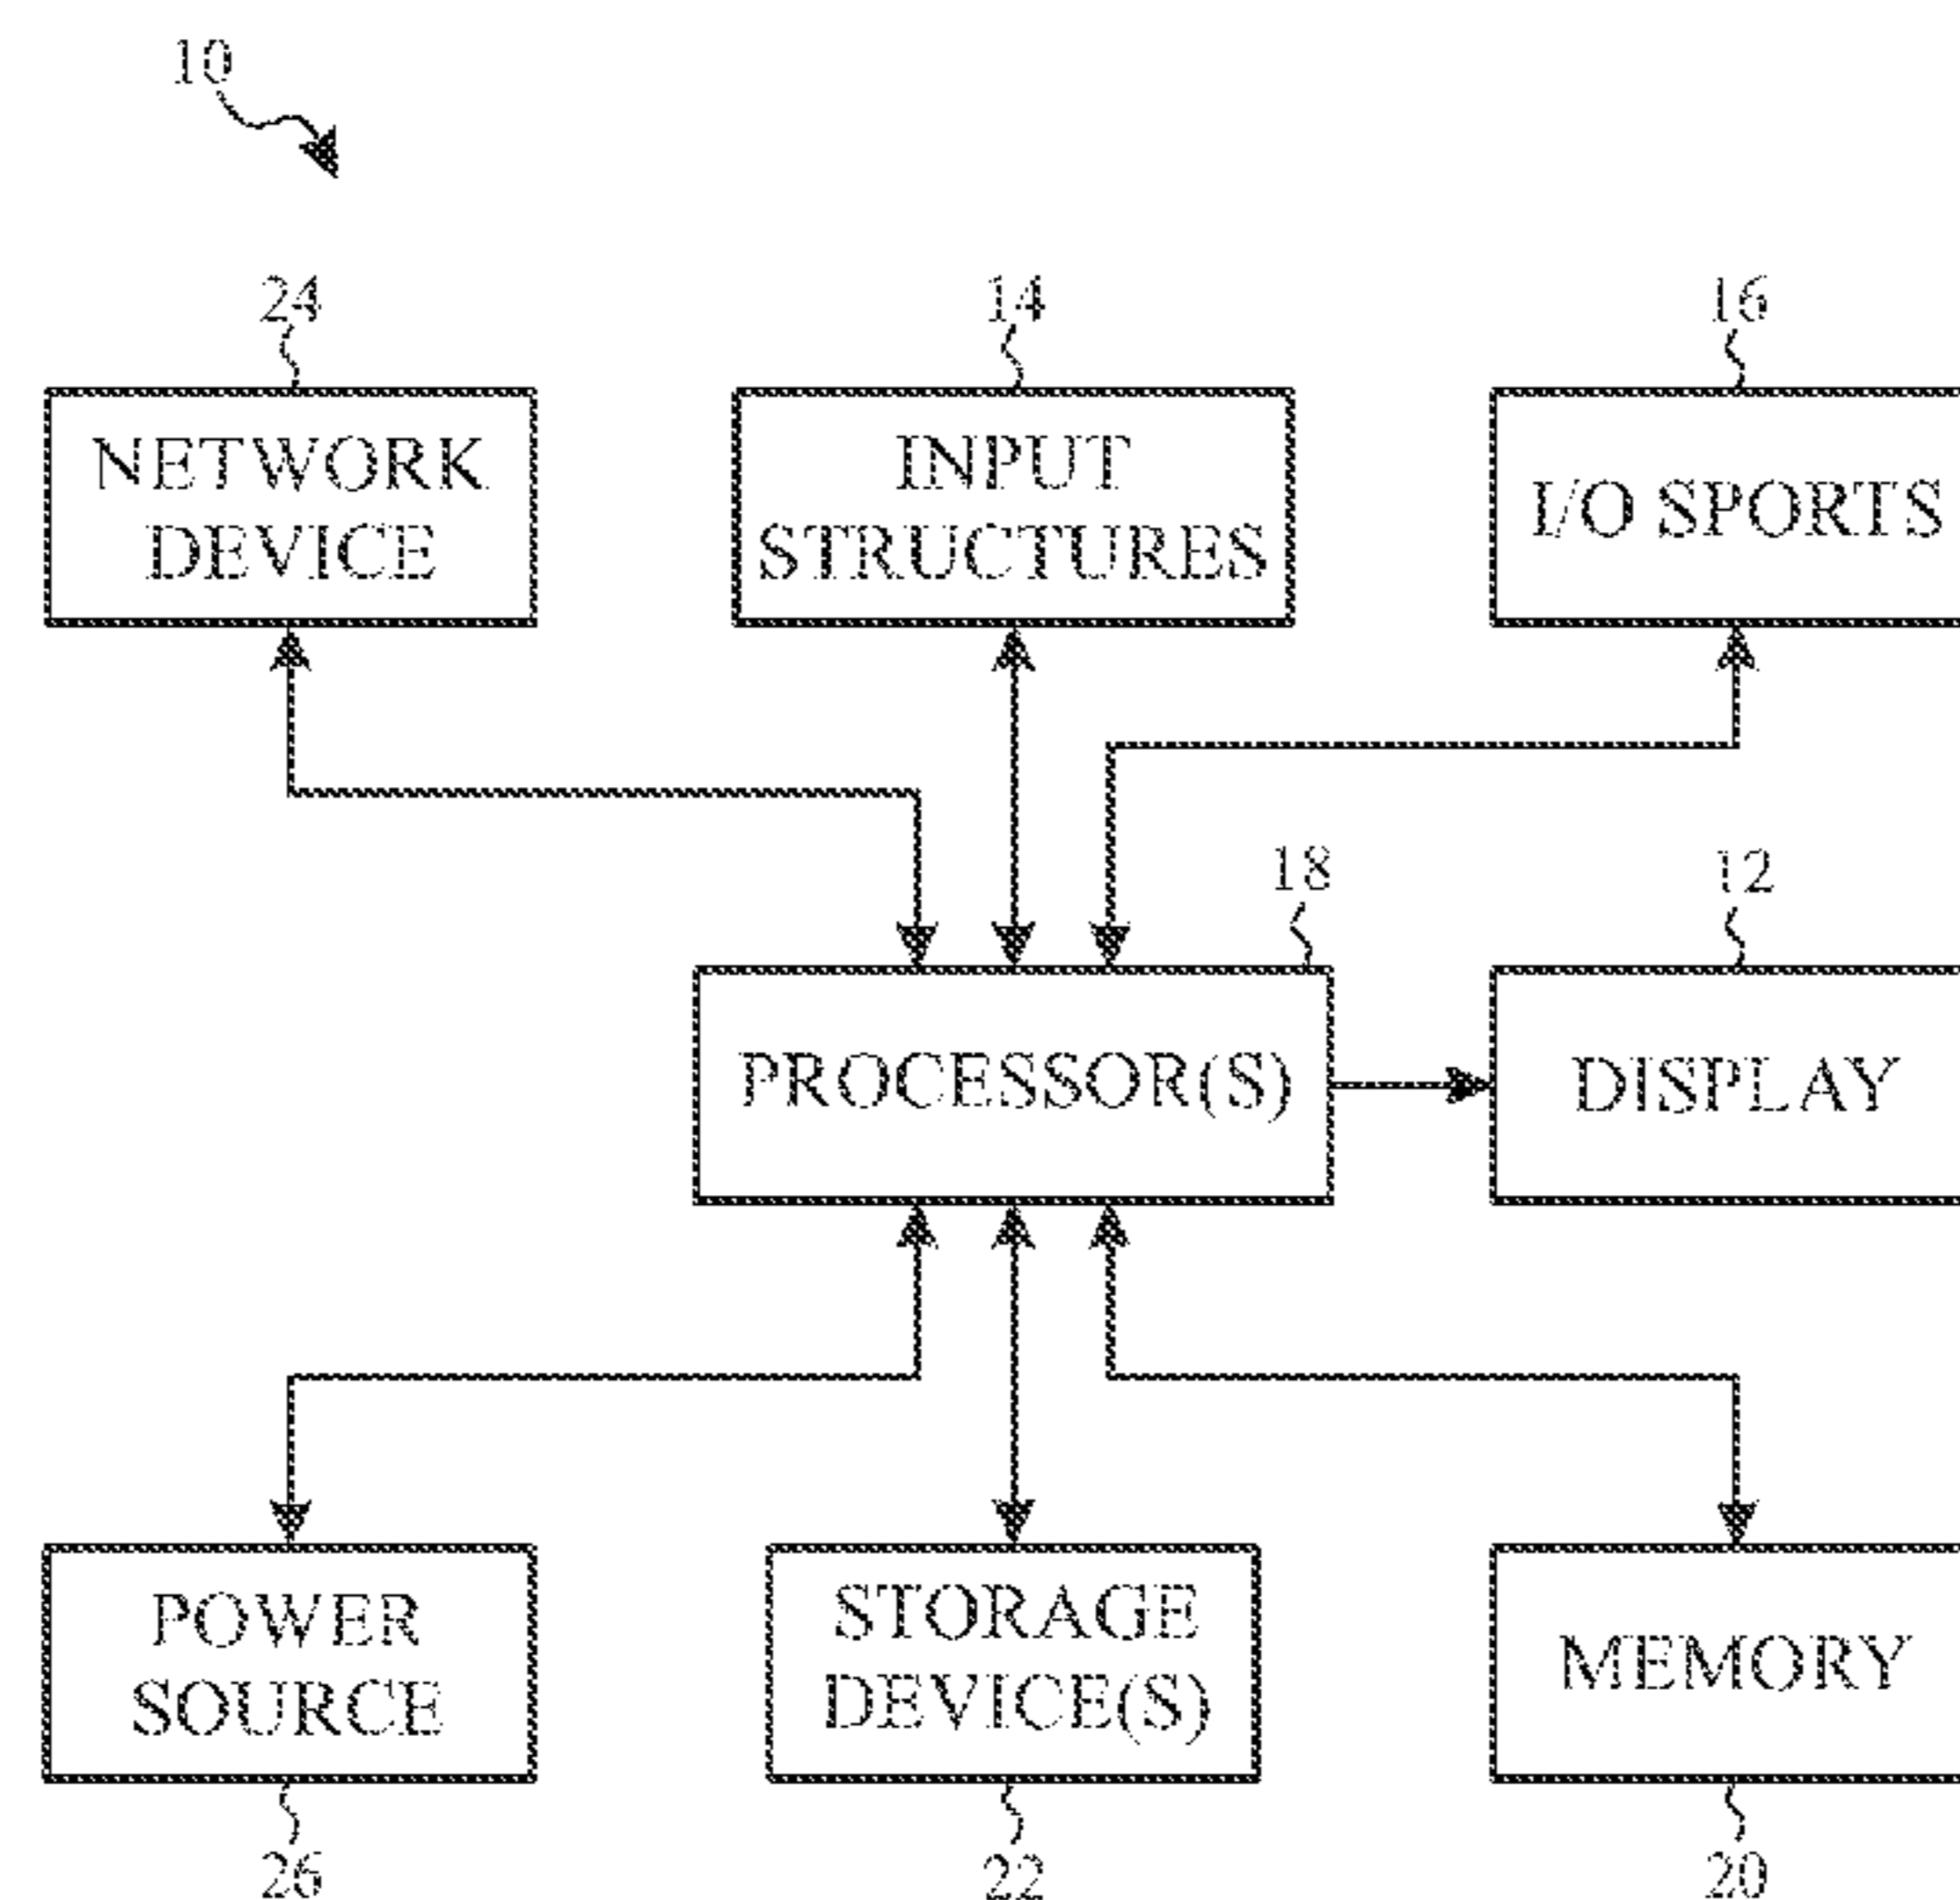 10
24
14
16
NETWORK
DEVICE
INPUT
STRUCTURES
I/O SPORTS
18
12
PROCESSOR(S)
DISPLAY
POWER
SOURCE
STORAGE
DEVICE(S)
MEMORY
26
22
20